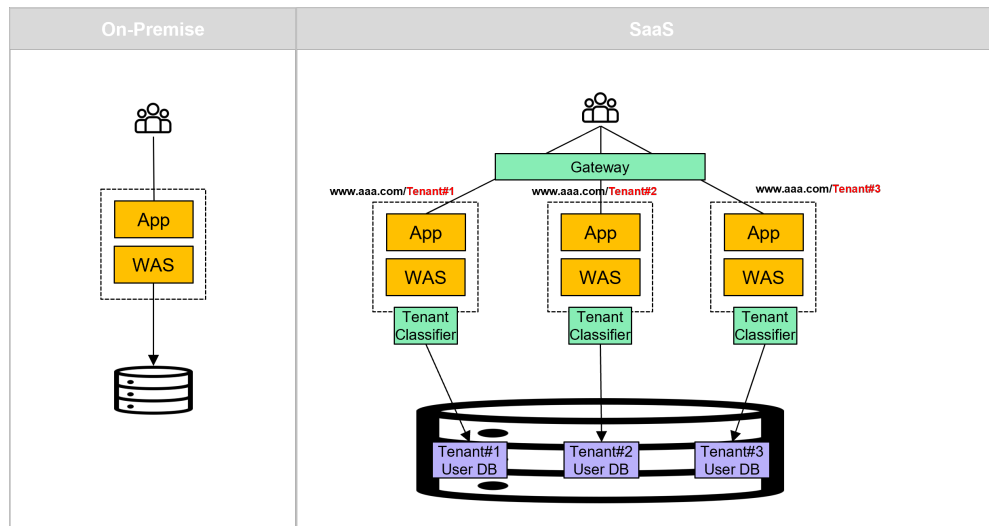 On-Premise
SaaS
Gateway
www.aaa.com/Tenant#1
www.aaa.com/Tenant#2
www.aaa.com/Tenant#3
App
WAS
App
WAS
App
WAS
App
WAS
Tenant
Classifier
Tenant
Classifier
Tenant
Classifier
Tenant#1
User DB
Tenant#2
User DB
Tenant#3
User DB